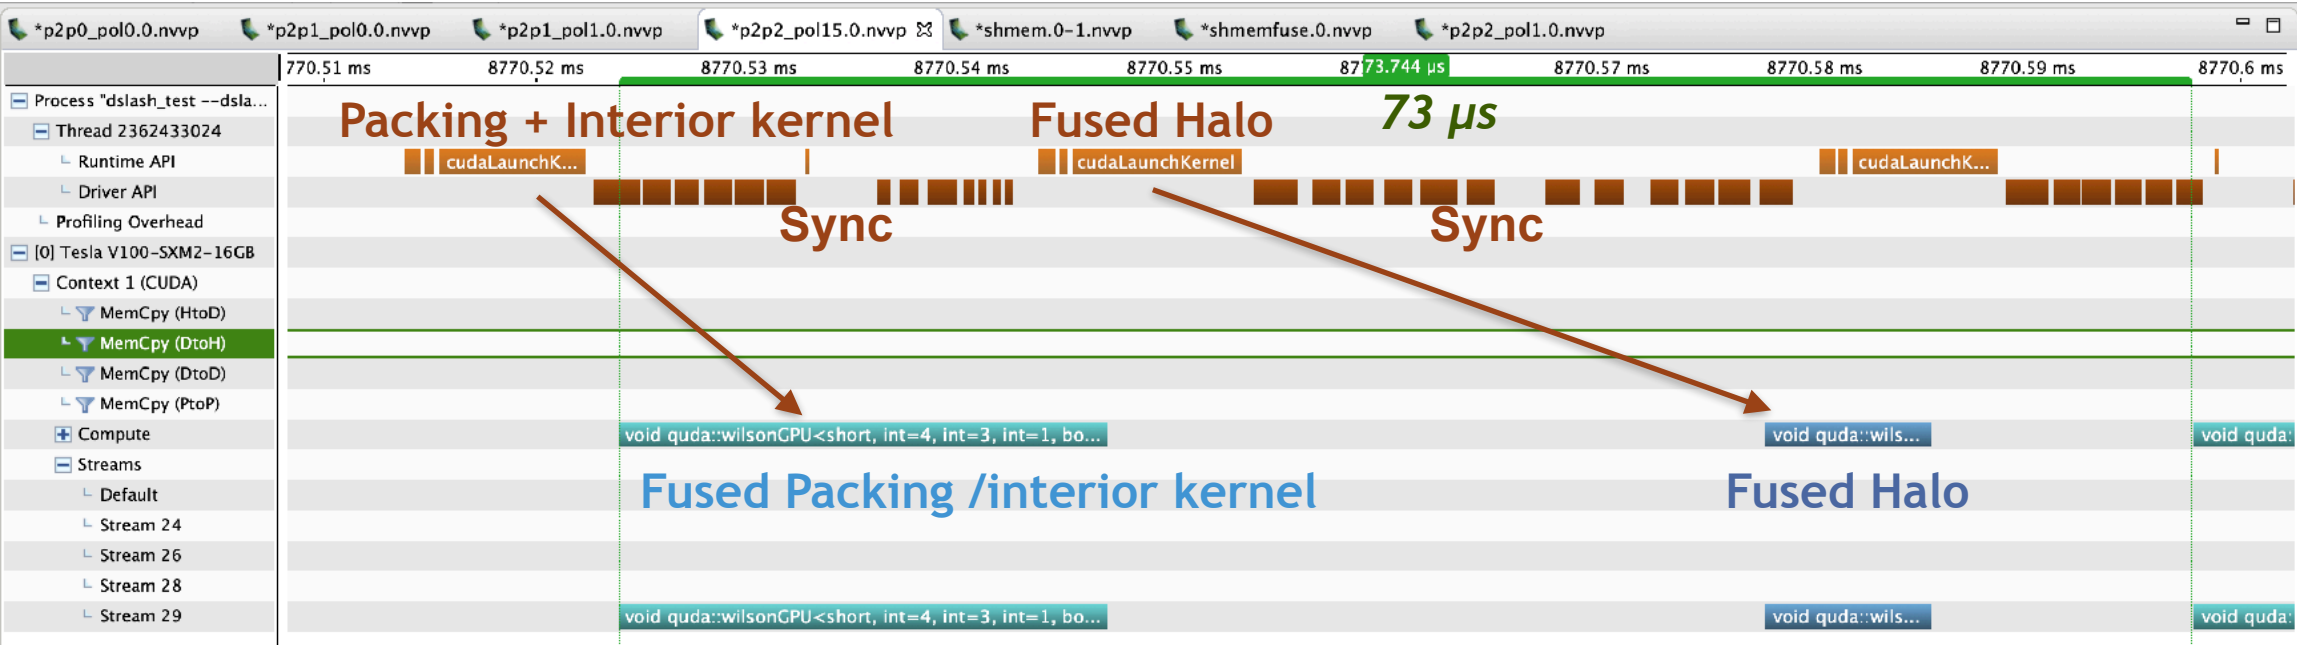 *p2p0_pol0.0.nvvp *p2p1_pol0.0.nvvp *p2p1_pol1.0.nvvp *p2p2_pol15.0.nvvp *shmem.0-1.nvvp *shmemfuse.0.nvvp *p2p2_pol1.0.nvvp
770.51 ms 8770.52 ms 8770.53 ms 8770.54 ms 8770.55 ms 87 73.744 µs 8770.57 ms 8770.58 ms 8770.59 ms 8770.6 ms
Process "dslash_test --dsla...
Packing + Interior kernel Fused Halo 73 µs
Thread 2362433024
Runtime API cudaLaunchK... cudaLaunchKernel cudaLaunchK...
Driver API
Profiling Overhead Sync Sync
[0] Tesla V100-SXM2-16GB
Context 1 (CUDA)
MemCpy (HtoD)
MemCpy (DtoH)
MemCpy (DtoD)
MemCpy (PtoP)
Compute void quda::wilsonGPU<short, int=4, int=3, int=1, bo... void quda::wils... void quda:
Streams
Default Fused Packing /interior kernel Fused Halo
Stream 24
Stream 26
Stream 28
Stream 29 void quda::wilsonGPU<short, int=4, int=3, int=1, bo... void quda::wils... void quda: